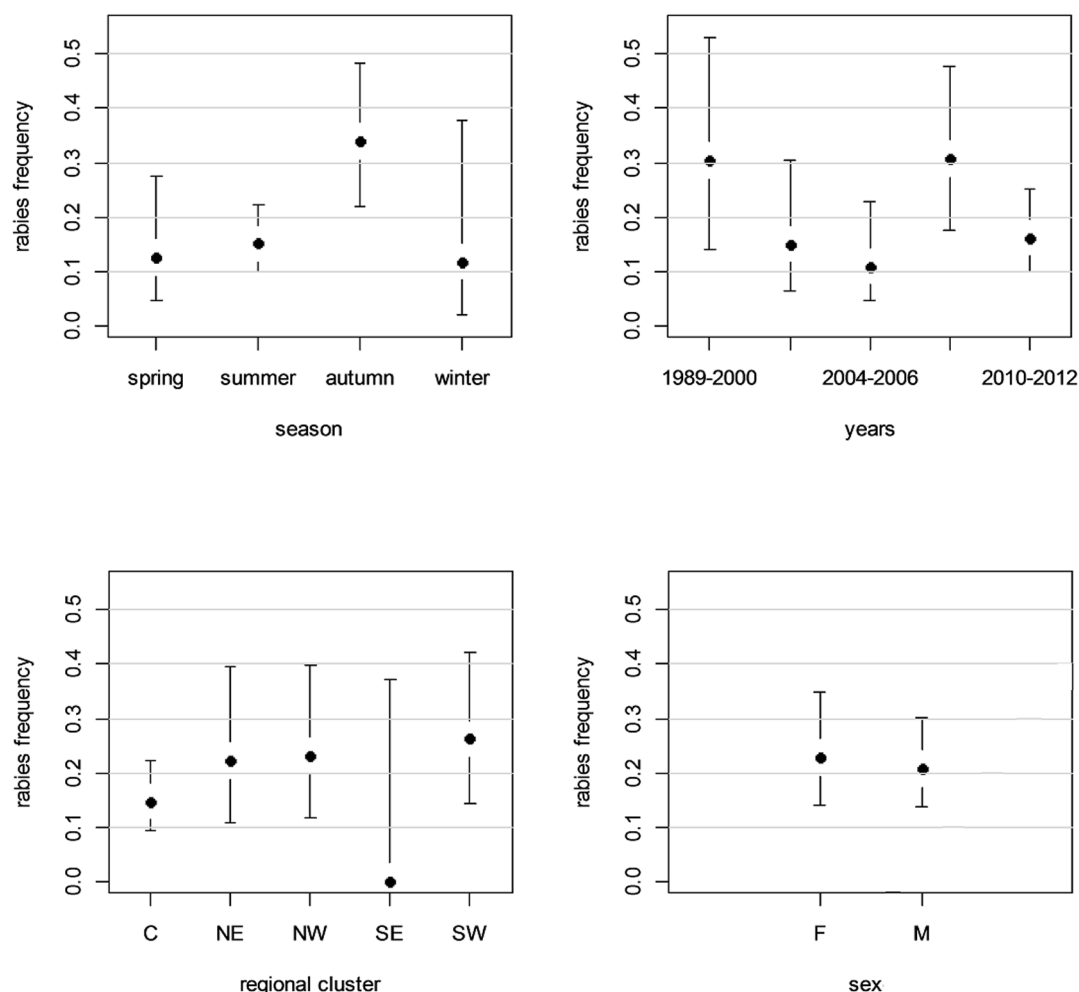 rabies frequency
0.5
0.4
0.3
0.2
0.1
0.0
spring summer autumn winter
season
rabies frequency
0.5
0.4
0.3
0.2
0.1
0.0
1989-2000 2004-2006 2010-2012
years
rabies frequency
0.5
0.4
0.3
0.2
0.1
0.0
C NE NW SE SW
regional cluster
rabies frequency
0.5
0.4
0.3
0.2
0.1
0.0
F M
sex